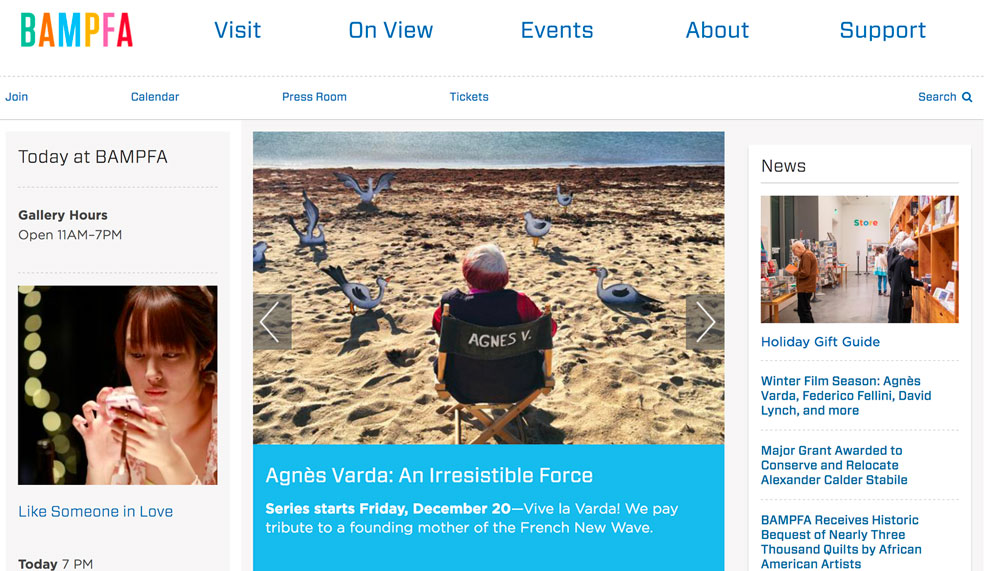 BAMPFA
Visit
On View
Events
About
Support
Join
Calendar
Press Room
Tickets
Search
Today at BAMPFA
Gallery Hours
Open 11AM–7PM
Like Someone in Love
Today 7 PM
AGNES V.
Agnès Varda: An Irresistible Force
Series starts Friday, December 20—Vive la Varda! We pay
tribute to a founding mother of the French New Wave.
News
Store
Holiday Gift Guide
Winter Film Season: Agnès
Varda, Federico Fellini, David
Lynch, and more
Major Grant Awarded to
Conserve and Relocate
Alexander Calder Stabile
BAMPFA Receives Historic
Bequest of Nearly Three
Thousand Quilts by African
American Artists